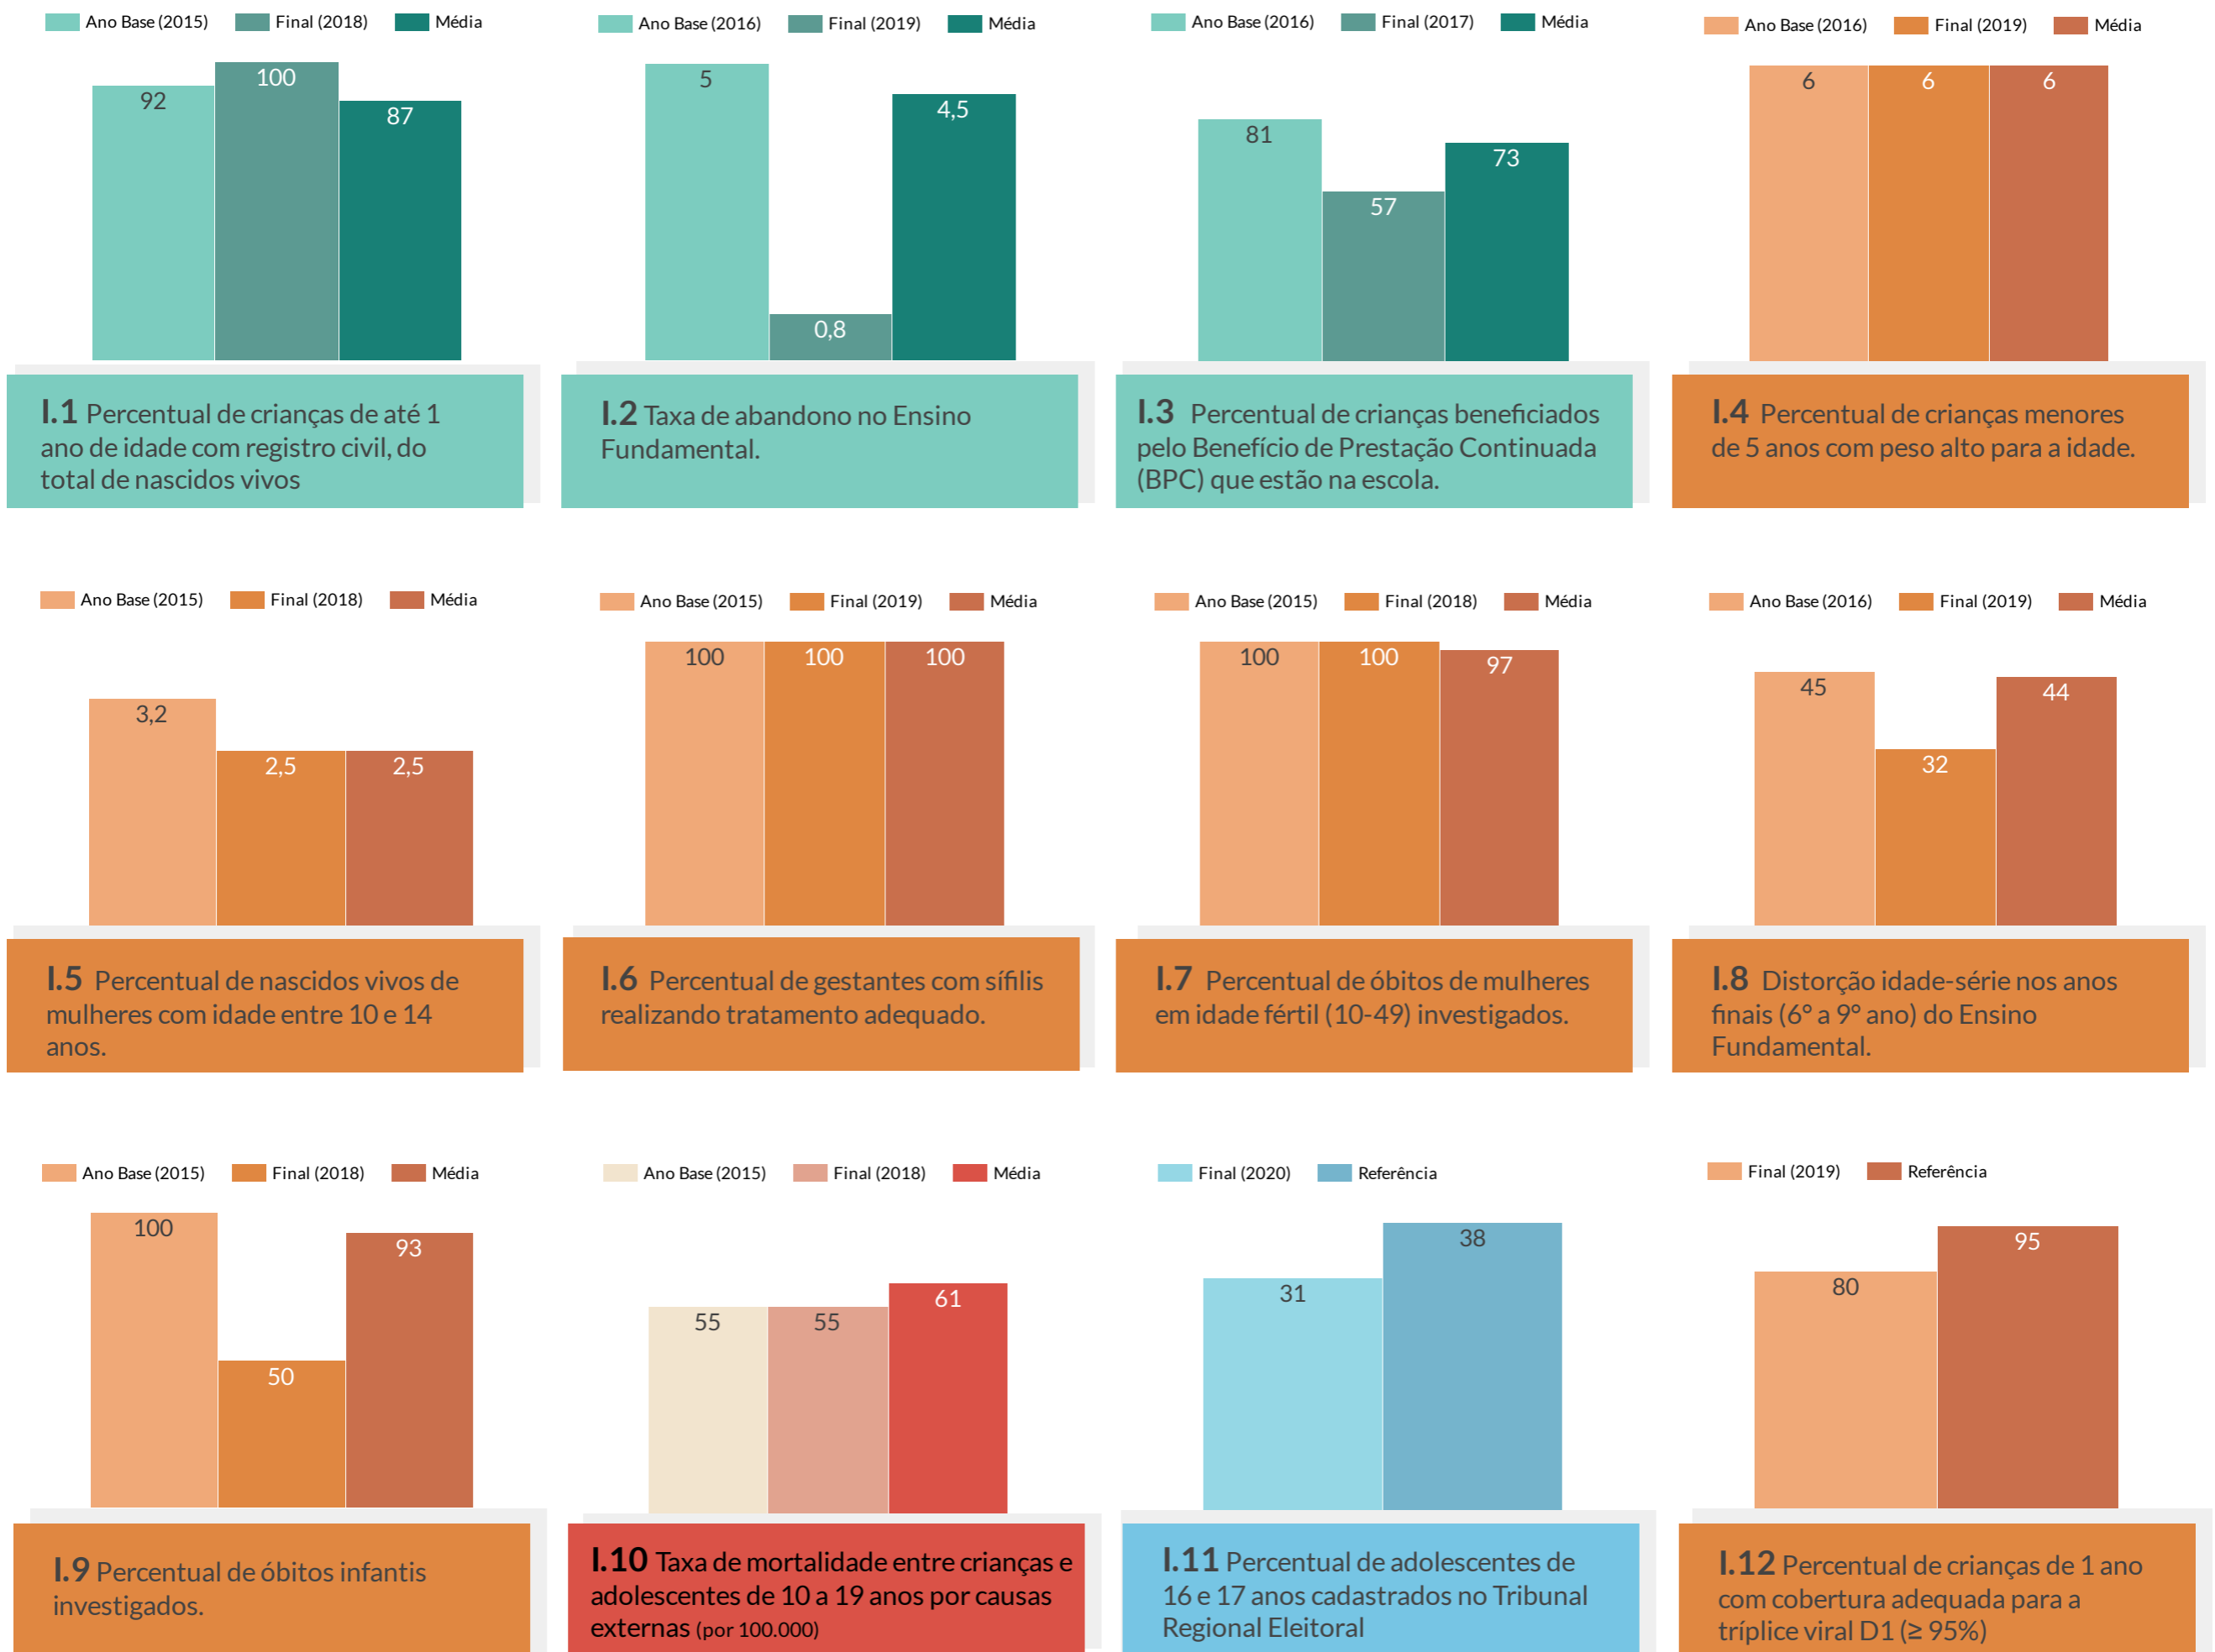 Ano Base (2015) Final (2018) Média
100
92
87
I.1 Percentual de crianças de até 1
ano de idade com registro civil, do
total de nascidos vivos
Ano Base (2016) Final (2019) Média
5
4,5
0,8
I.2 Taxa de abandono no Ensino
Fundamental.
Ano Base (2016) Final (2017) Média
81
73
57
I.3 Percentual de crianças beneficiados
pelo Benefício de Prestação Continuada
(BPC) que estão na escola.
Ano Base (2016) Final (2019) Média
6 6 6
I.4 Percentual de crianças menores
de 5 anos com peso alto para a idade.
Ano Base (2015) Final (2018) Média
3,2
2,5 2,5
I.5 Percentual de nascidos vivos de
mulheres com idade entre 10 e 14
anos.
Ano Base (2015) Final (2019) Média
100 100 100
I.6 Percentual de gestantes com sífilis
realizando tratamento adequado.
Ano Base (2015) Final (2018) Média
100 100 97
I.7 Percentual de óbitos de mulheres
em idade fértil (10-49) investigados.
Ano Base (2016) Final (2019) Média
45
44
32
I.8 Distorção idade-série nos anos
finais (6° a 9° ano) do Ensino
Fundamental.
Ano Base (2015) Final (2018) Média
100
93
50
I.9 Percentual de óbitos infantis
investigados.
Ano Base (2015) Final (2018) Média
61
55 55
I.10 Taxa de mortalidade entre crianças e
adolescentes de 10 a 19 anos por causas
externas (por 100.000)
Final (2020) Referência
38
31
I.11 Percentual de adolescentes de
16 e 17 anos cadastrados no Tribunal
Regional Eleitoral
Final (2019) Referência
95
80
I.12 Percentual de crianças de 1 ano
com cobertura adequada para a
tríplice viral D1 (≥ 95%)